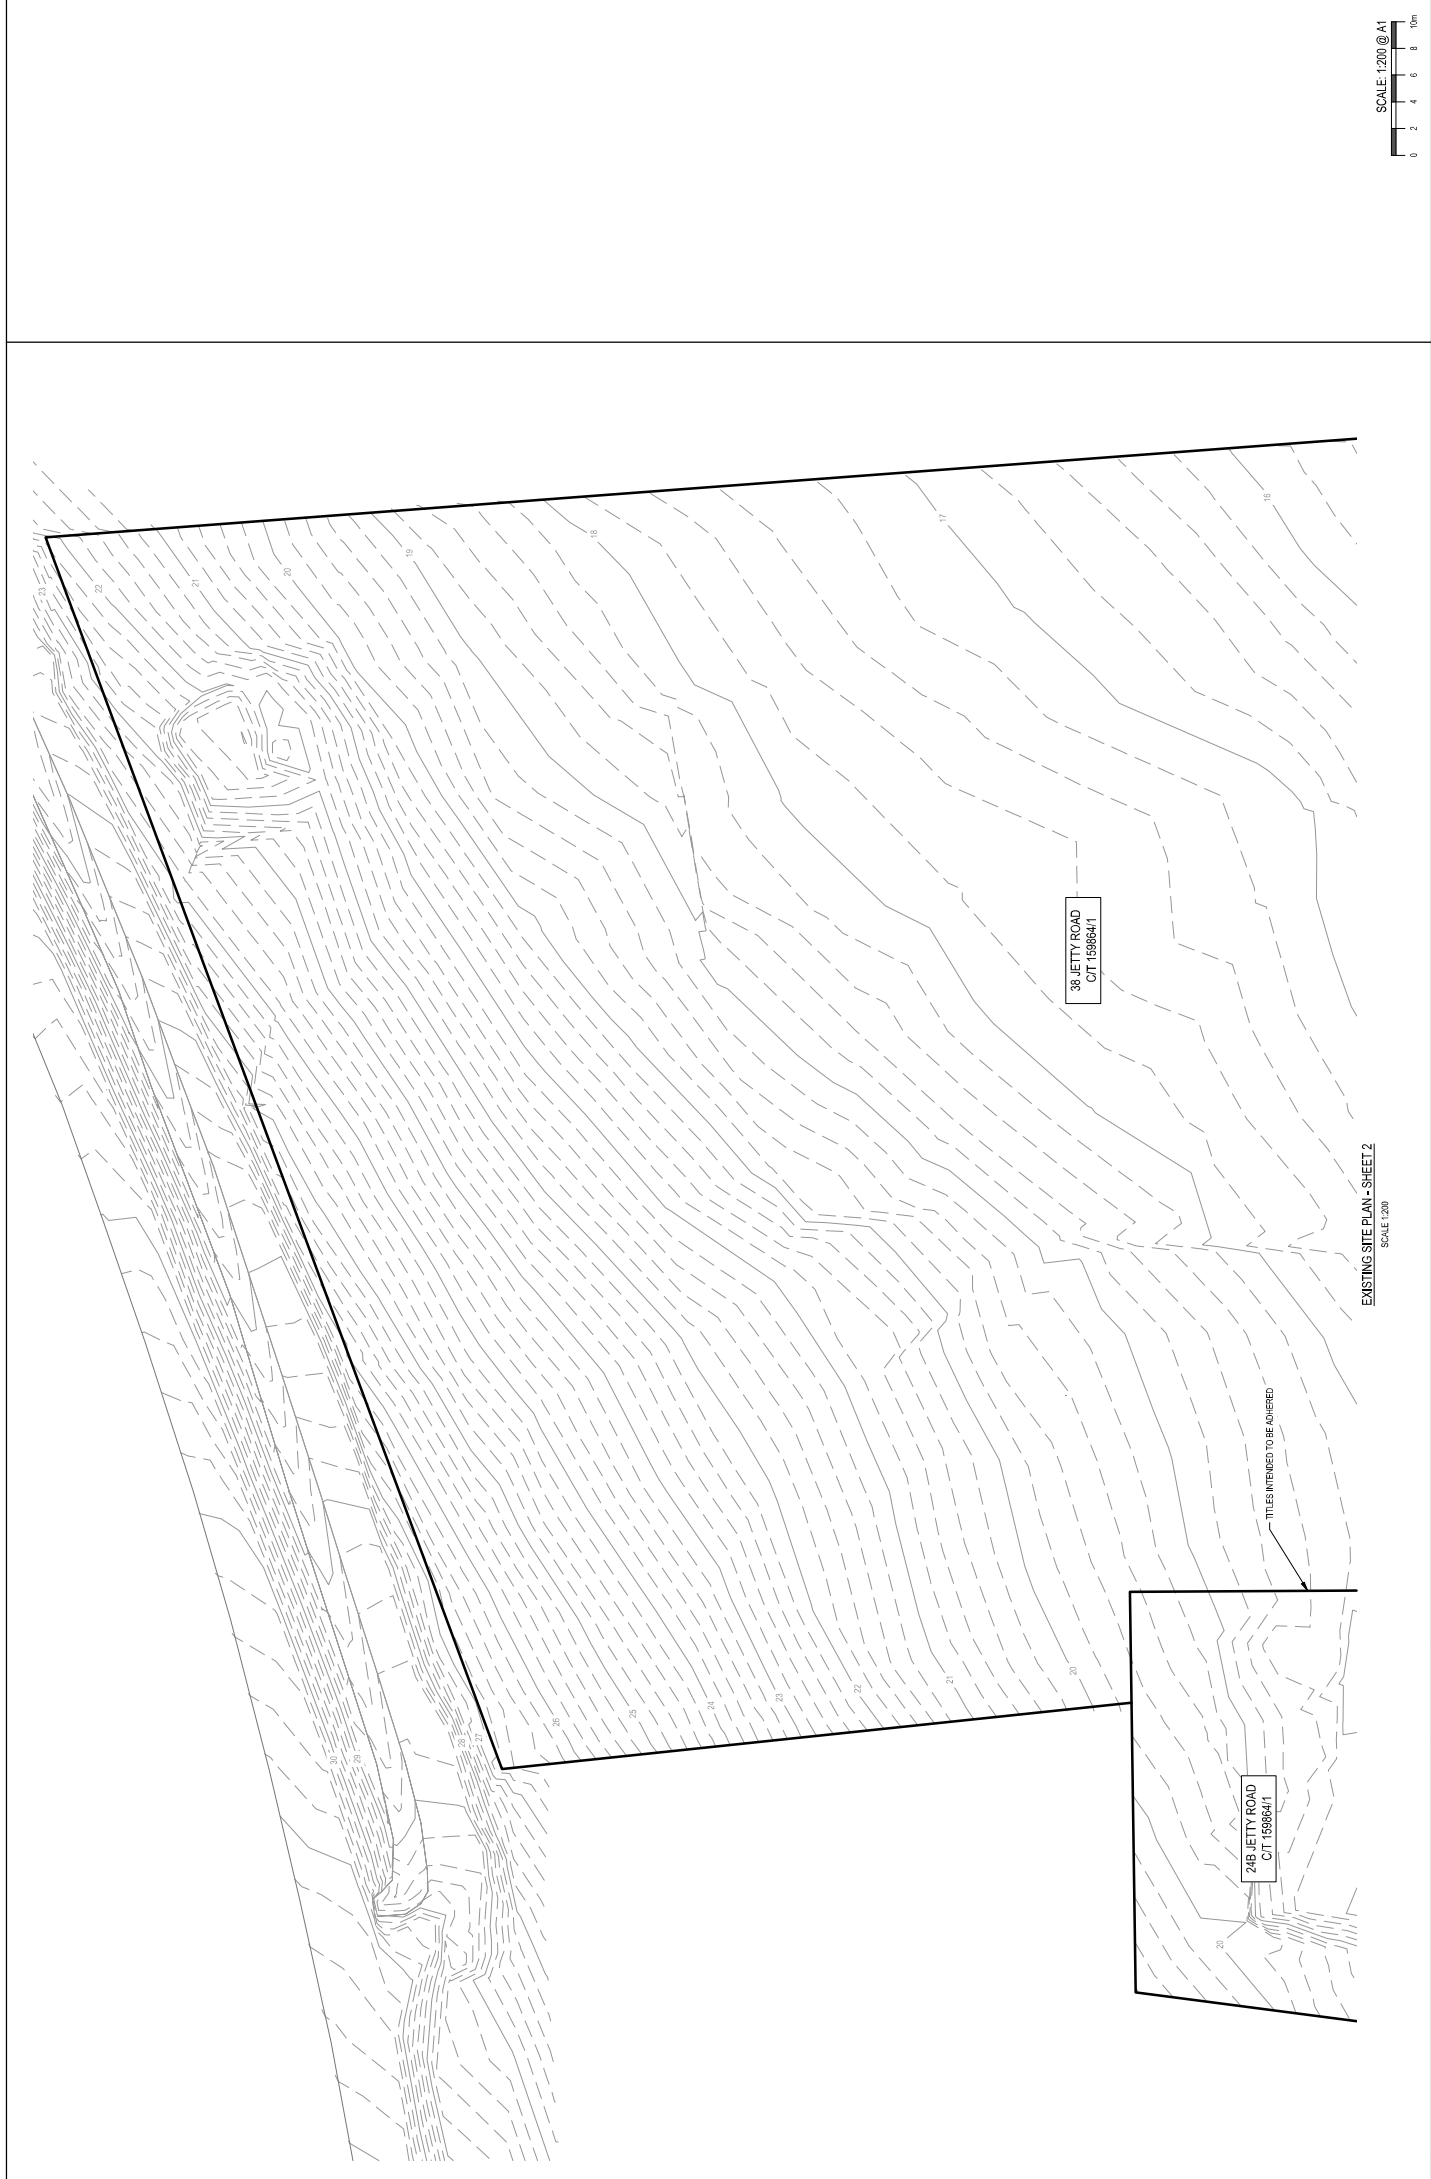 23
22
21
20
30
29
19
28
27
26
18
25
24
23
22
17
21
20
38 JETTY ROAD
C/T 159864/1
20
24B JETTY ROAD
C/T 159864/1
TITLES INTENDED TO BE ADHERED
16
EXISTING SITE PLAN - SHEET 2
SCALE 1:200
SCALE: 1:200 @ A1
0 2 4 6 8 10m